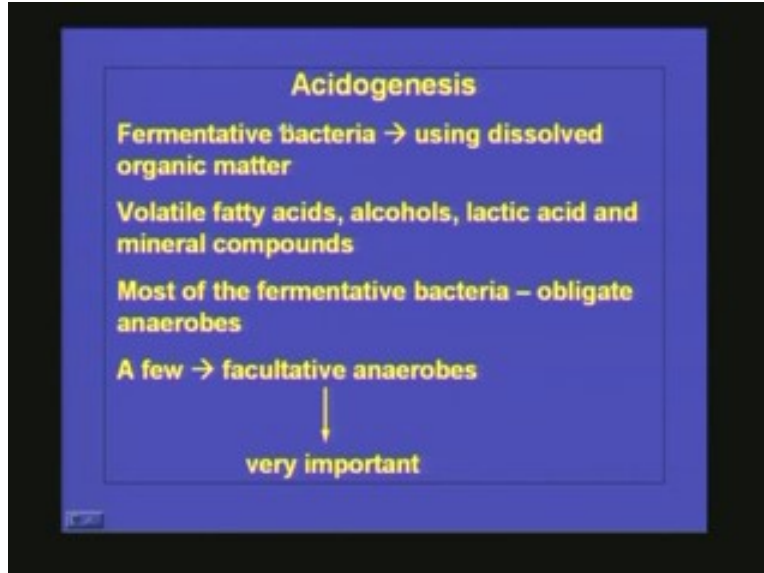 Acidogenesis
Fermentative bacteria → using dissolved
organic matter
Volatile fatty acids, alcohols, lactic acid and
mineral compounds
Most of the fermentative bacteria – obligate
anaerobes
A few → facultative anaerobes
very important